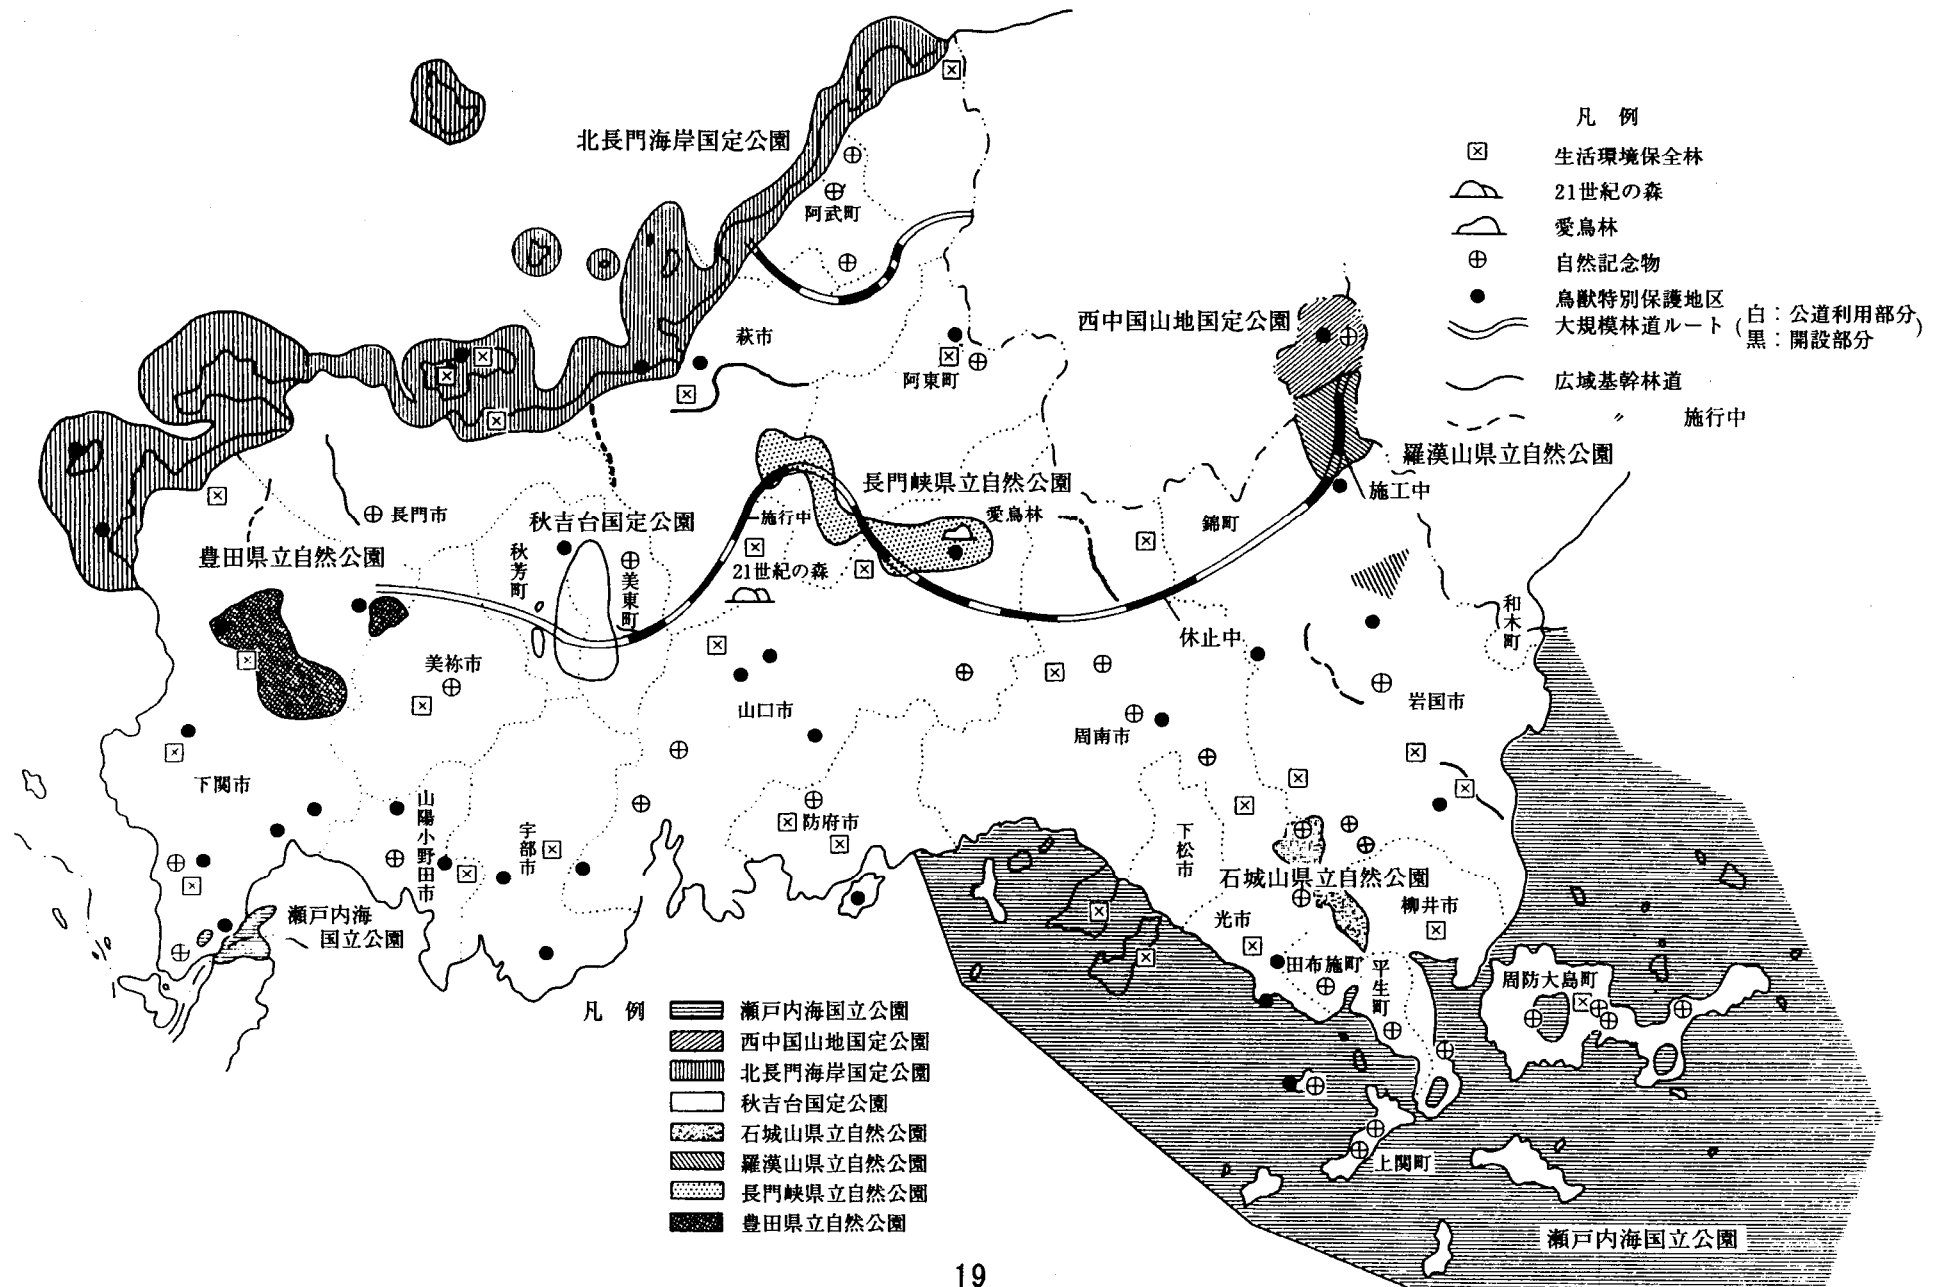 北長門海岸国定公園
阿武町
凡 例
生活環境保全林
21世紀の森
愛鳥林
自然記念物
鳥獣特別保護地区
大規模林道ルート (白:公道利用部分 黒:開設部分)
広域基幹林道
〃 施行中
西中国山地国定公園
萩市
阿東町
羅漢山県立自然公園
施工中
長門峡県立自然公園
愛鳥林
錦町
施行中
長門市
秋吉台国定公園
豊田県立自然公園
秋芳町
美東町
21世紀の森
和木町
休止中
美祢市
山口市
岩国市
周南市
下関市
山陽小野田市
宇部市
防府市
下松市
石城山県立自然公園
柳井市
光市
瀬戸内海
国立公園
田布施町
平生町
周防大島町
上関町
凡 例
瀬戸内海国立公園
西中国山地国定公園
北長門海岸国定公園
秋吉台国定公園
石城山県立自然公園
羅漢山県立自然公園
長門峡県立自然公園
豊田県立自然公園
瀬戸内海国立公園
19